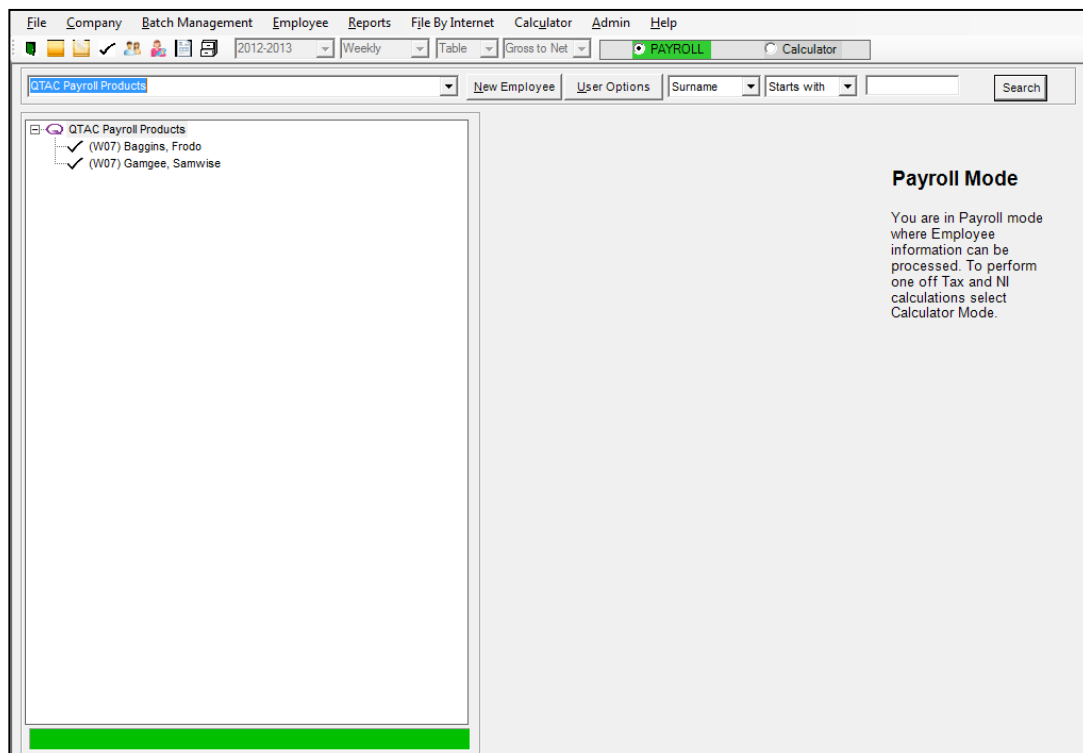 File Company Batch Management Employee Reports File By Internet Calculator Admin Help
2012-2013 Weekly Table Gross to Net PAYROLL Calculator
QTAC Payroll Products New Employee User Options Surname Starts with Search
QTAC Payroll Products
(W07) Baggins, Frodo
(W07) Gamgee, Samwise
Payroll Mode
You are in Payroll mode
where Employee
information can be
processed. To perform
one off Tax and NI
calculations select
Calculator Mode.